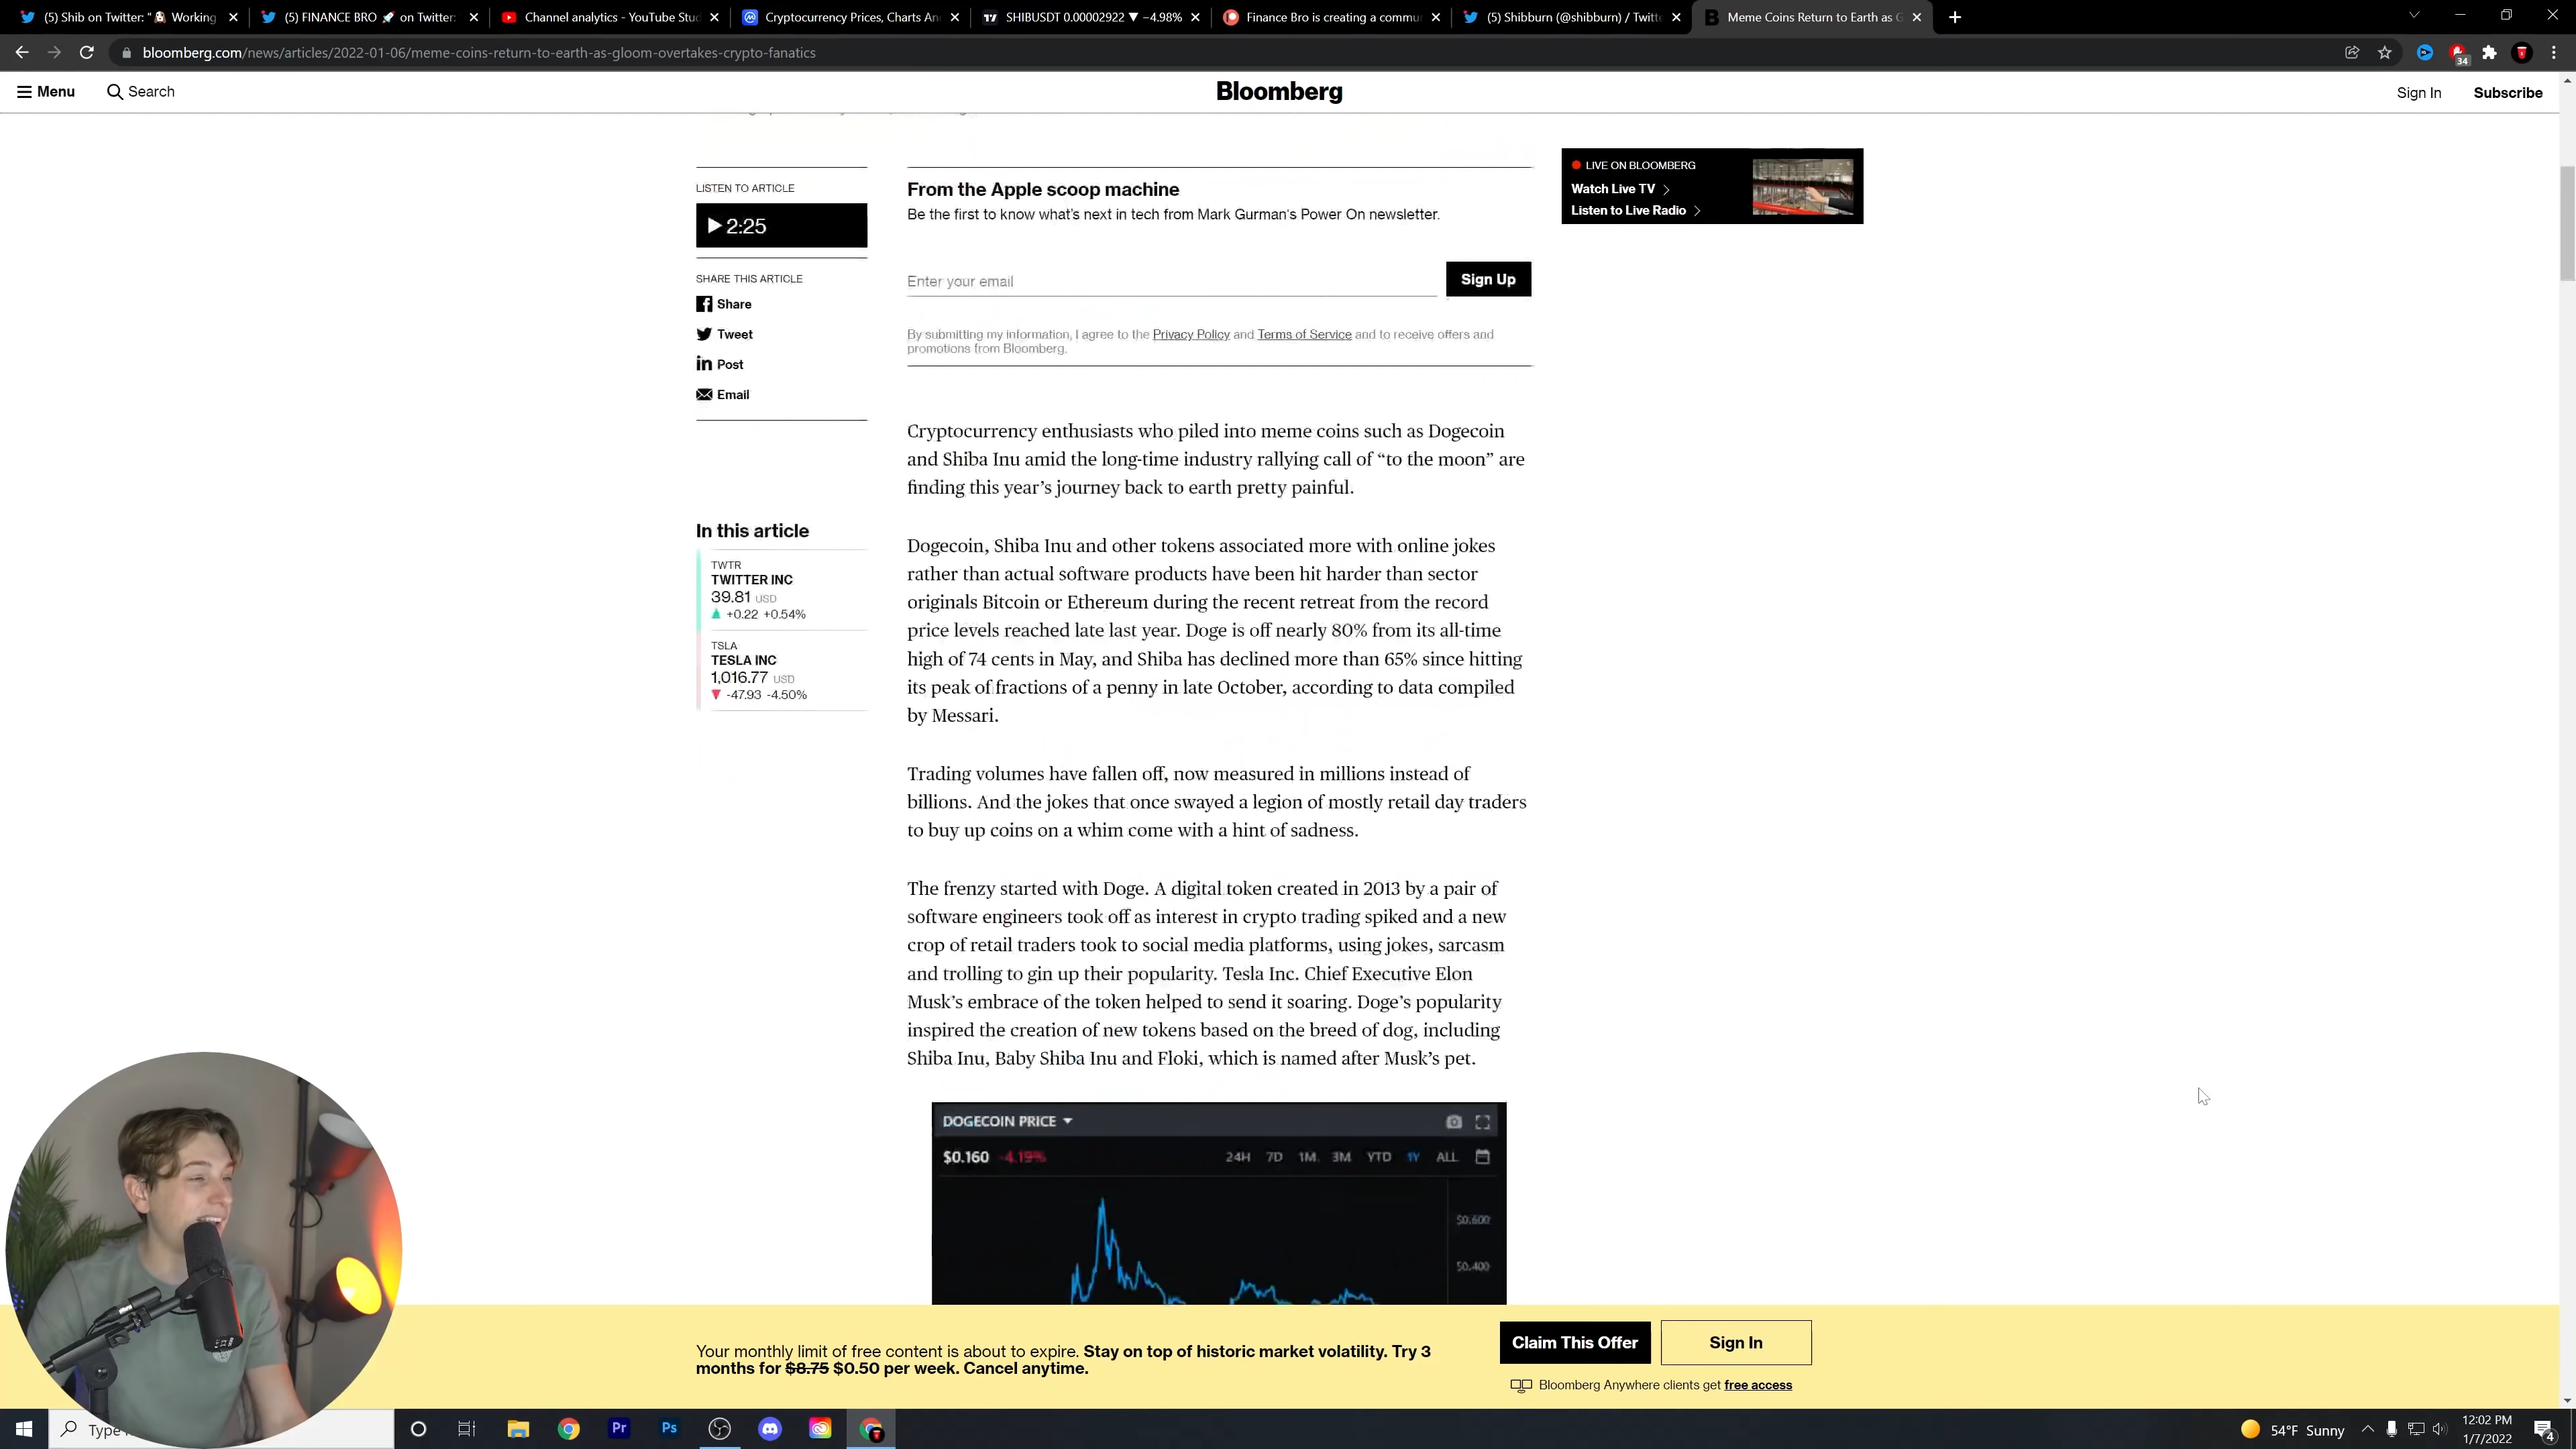 (5) Shib on Twitter: " Working
(5) FINANCE BRO 🚀 on Twitter:
Channel analytics - YouTube Stud
Cryptocurrency Prices, Charts An
SHIBUSDT 0.00002922 ▼ −4.98%
Finance Bro is creating a commu
(5) Shibburn (@shibburn) / Twitte
Meme Coins Return to Earth as G
bloomberg.com/news/articles/2022-01-06/meme-coins-return-to-earth-as-gloom-overtakes-crypto-fanatics
34
Menu
Search
Bloomberg
Sign In
Subscribe
LISTEN TO ARTICLE
2:25
SHARE THIS ARTICLE
Share
Tweet
Post
Email
From the Apple scoop machine
Be the first to know what's next in tech from Mark Gurman's Power On newsletter.
Enter your email
Sign Up
By submitting my information, I agree to the Privacy Policy and Terms of Service and to receive offers and
promotions from Bloomberg.
LIVE ON BLOOMBERG
Watch Live TV
Listen to Live Radio
Cryptocurrency enthusiasts who piled into meme coins such as Dogecoin
and Shiba Inu amid the long-time industry rallying call of “to the moon” are
finding this year’s journey back to earth pretty painful.
In this article
TWTR
TWITTER INC
39.81 USD
▲ +0.22 +0.54%
TSLA
TESLA INC
1,016.77 USD
▼ -47.93 -4.50%
Dogecoin, Shiba Inu and other tokens associated more with online jokes
rather than actual software products have been hit harder than sector
originals Bitcoin or Ethereum during the recent retreat from the record
price levels reached late last year. Doge is off nearly 80% from its all-time
high of 74 cents in May, and Shiba has declined more than 65% since hitting
its peak of fractions of a penny in late October, according to data compiled
by Messari.
Trading volumes have fallen off, now measured in millions instead of
billions. And the jokes that once swayed a legion of mostly retail day traders
to buy up coins on a whim come with a hint of sadness.
The frenzy started with Doge. A digital token created in 2013 by a pair of
software engineers took off as interest in crypto trading spiked and a new
crop of retail traders took to social media platforms, using jokes, sarcasm
and trolling to gin up their popularity. Tesla Inc. Chief Executive Elon
Musk’s embrace of the token helped to send it soaring. Doge’s popularity
inspired the creation of new tokens based on the breed of dog, including
Shiba Inu, Baby Shiba Inu and Floki, which is named after Musk’s pet.
DOGECOIN PRICE
$0.160 -4.19%
24H 7D 1M 3M YTD 1Y ALL
$0.600
$0.400
Your monthly limit of free content is about to expire. Stay on top of historic market volatility. Try 3
months for $8.75 $0.50 per week. Cancel anytime.
Claim This Offer
Sign In
Bloomberg Anywhere clients get free access
Type
Pr
Ps
54°F Sunny
12:02 PM
1/7/2022
4